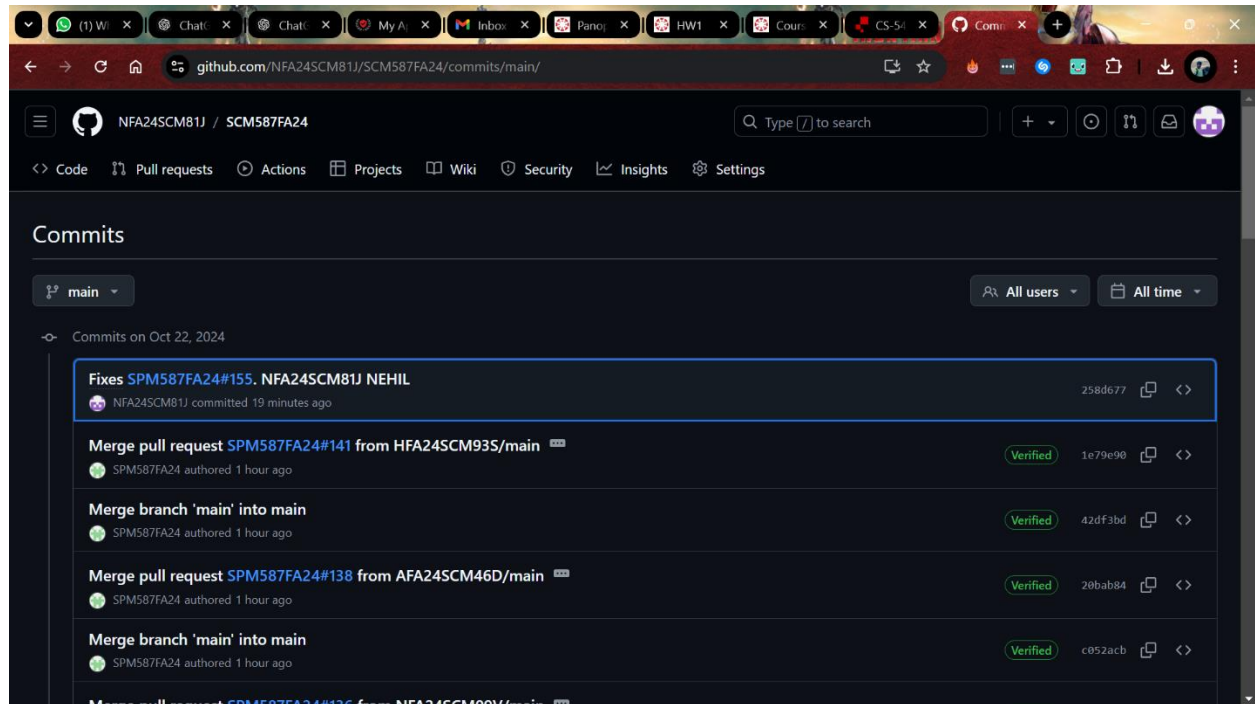 (1) W
ChatG
ChatG
My A
Inbox
Panop
HW1
Cours
CS-54
Comm
github.com/NFA24SCM81J/SCM587FA24/commits/main/
NFA24SCM81J / SCM587FA24
Type / to search
<> Code Pull requests Actions Projects Wiki Security Insights Settings
Commits
main
All users
All time
Commits on Oct 22, 2024
Fixes SPM587FA24#155. NFA24SCM81J NEHIL
NFA24SCM81J committed 19 minutes ago
258d677
Merge pull request SPM587FA24#141 from HFA24SCM93S/main
SPM587FA24 authored 1 hour ago
Verified
1e79e90
Merge branch 'main' into main
SPM587FA24 authored 1 hour ago
Verified
42df3bd
Merge pull request SPM587FA24#138 from AFA24SCM46D/main
SPM587FA24 authored 1 hour ago
Verified
20bab84
Merge branch 'main' into main
SPM587FA24 authored 1 hour ago
Verified
c052acb
Merge pull request